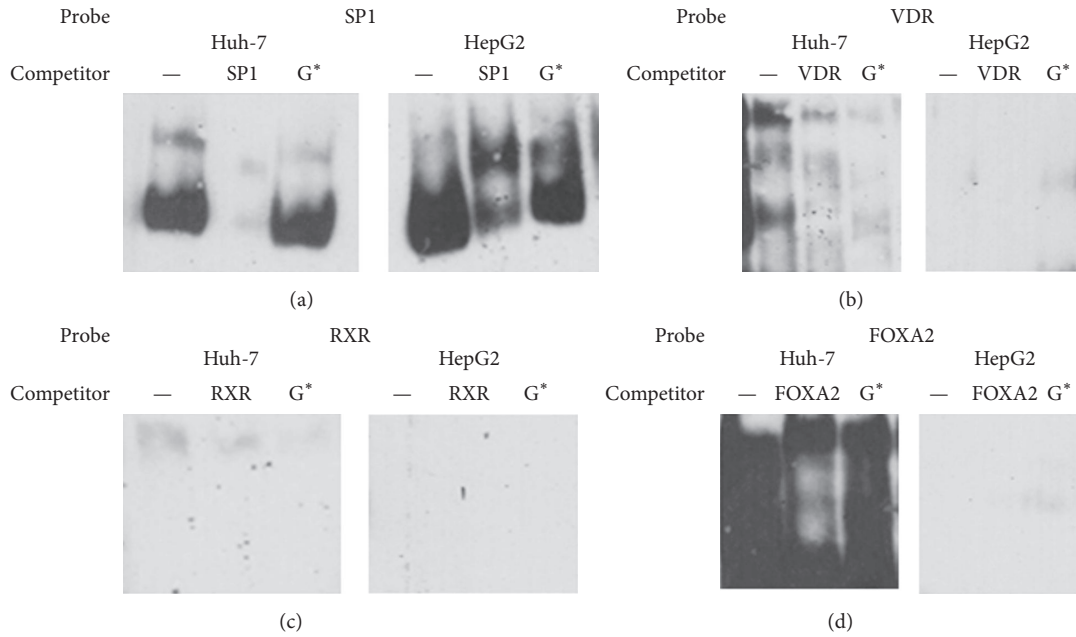 Probe SP1
Huh-7 HepG2
Competitor — SP1 G* — SP1 G*
(a)
Probe VDR
Huh-7 HepG2
Competitor — VDR G* — VDR G*
(b)
Probe RXR
Huh-7 HepG2
Competitor — RXR G* — RXR G*
(c)
Probe FOXA2
Huh-7 HepG2
Competitor — FOXA2 G* — FOXA2 G*
(d)